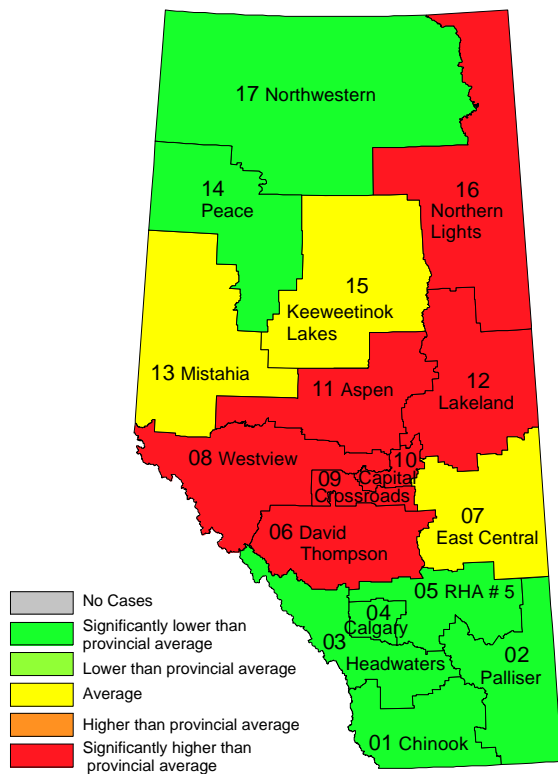 17 Northwestern
14
Peace
16
Northern
Lights
15
Keeweetinok
Lakes
13 Mistahia
11 Aspen
12
Lakeland
08 Westview
10
Capital
09
Crossroads
07
East Central
06 David
Thompson
05 RHA # 5
04
Calgary
03
Headwaters
02
Palliser
01 Chinook
No Cases
Significantly lower than
provincial average
Lower than provincial average
Average
Higher than provincial average
Significantly higher than
provincial average